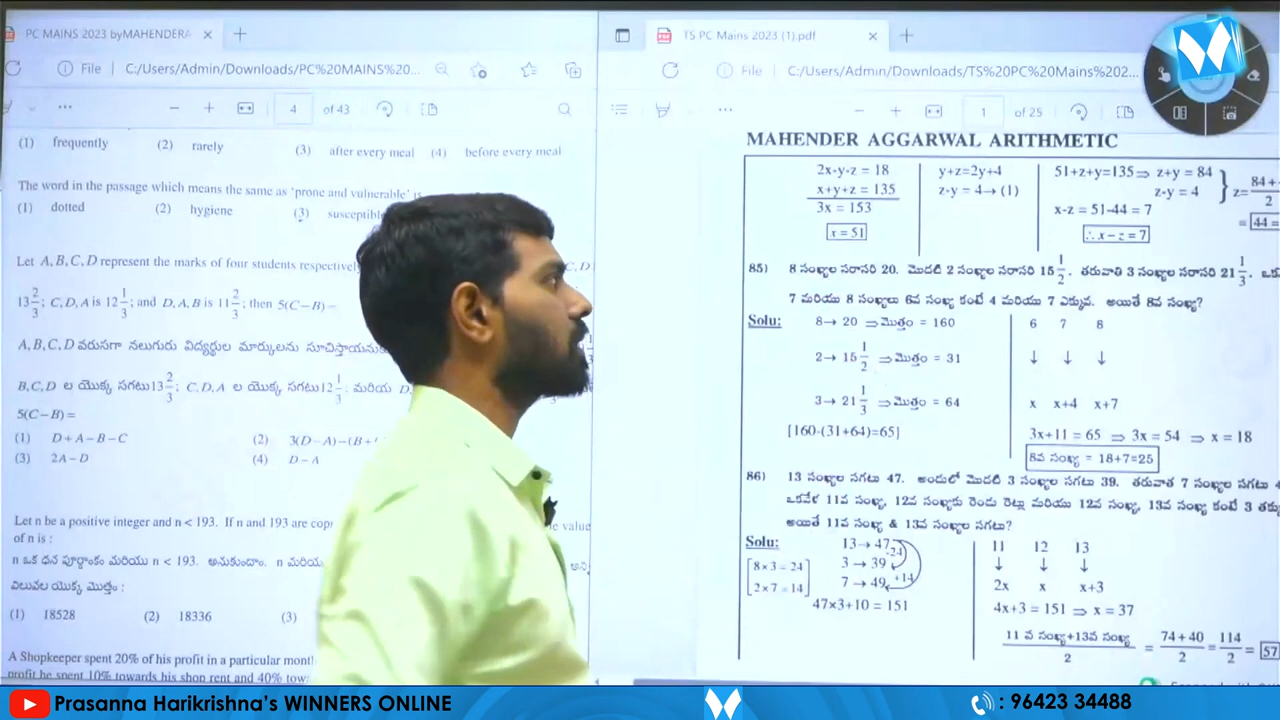 PC MAINS 2023 byMAHENDERA
File
C:/Users/Admin/Downloads/PC%20MAINS%20...
4 of 43
(1) frequently (2) rarely (3) after every meal (4) before every meal
The word in the passage which means the same as 'prone and vulnerable' is
(1) dotted (2) hygiene (3) susceptible
Let A, B, C, D represent the marks of four students respectively
C, D
13 2/3; C, D, A is 12 1/3; and D, A, B is 11 2/3; then 5(C−B) =
A, B, C, D వరుసగా నలుగురు విద్యార్థుల మార్కులను
B, C, D ల యొక్క సగటు 13 2/3; C, D, A ల యొక్క సగటు 12 1/3. మరియు D,
5(C−B) =
(1) D+A−B−C (2) 3(D−A)−(B+
(3) 2A−D (4) D−A
Let n be a positive integer and n < 193. If n and 193 are
value
of n is :
n ఒక ధన పూర్ణాంకం మరియు n < 193. అనుకుందాం. n
విలువల యొక్క మొత్తం :
(1) 18528 (2) 18336 (3)
A Shopkeeper spent 20% of his profit in a particular
profit he spent 10% towards his shop rent and 40%
TS PC Mains 2023 (1).pdf
File
C:/Users/Admin/Downloads/TS%20PC%20Mains%202...
1 of 25
MAHENDER AGGARWAL ARITHMETIC
2x-y-z = 18
x+y+z = 135
3x = 153
x = 51
y+z=2y+4
z-y = 4→ (1)
51+z+y=135⇒ z+y = 84
z-y = 4
x-z = 51-44 = 7
∴x − z = 7
z= 84 +
2
= 44 =
85) 8 సంఖ్యల సరాసరి 20. మొదటి 2 సంఖ్యల సరాసరి 15 1/2. తరువాతి 3 సంఖ్యల సరాసరి 21 1/3.
7 మరియు 8 సంఖ్యలు 6వ సంఖ్య కంటే 4 మరియు 7 ఎక్కువ. అయితే 8వ సంఖ్య?
Solu:
8→ 20 ⇒మొత్తం = 160
2→ 15 1/2 ⇒మొత్తం = 31
3→ 21 1/3 ⇒మొత్తం = 64
[160-(31+64)=65]
6 7 8
↓ ↓ ↓
x x+4 x+7
3x+11 = 65 ⇒ 3x = 54 ⇒ x = 18
8వ సంఖ్య = 18+7=25
86) 13 సంఖ్యల సగటు 47. అందులో మొదటి 3 సంఖ్యల సగటు 39. తరువాత 7 సంఖ్యల సగటు 4
ఒకవేళ 11వ సంఖ్య, 12వ సంఖ్యకు రెండు రెట్లు మరియు 12వ సంఖ్య, 13వ సంఖ్య కంటే 3
అయితే 11వ సంఖ్య & 13వ సంఖ్యల సగటు?
Solu:
8×3 = 24
2×7 = 14
13→ 47
-24
3 → 39
7 → 49 +14
47×3+10 = 151
11 12 13
↓ ↓ ↓
2x x x+3
4x+3 = 151 ⇒ x = 37
11 వ సంఖ్య+13వ సంఖ్య / 2 = 74 + 40 / 2 = 114 / 2 = 57
Prasanna Harikrishna's WINNERS ONLINE
: 96423 34488